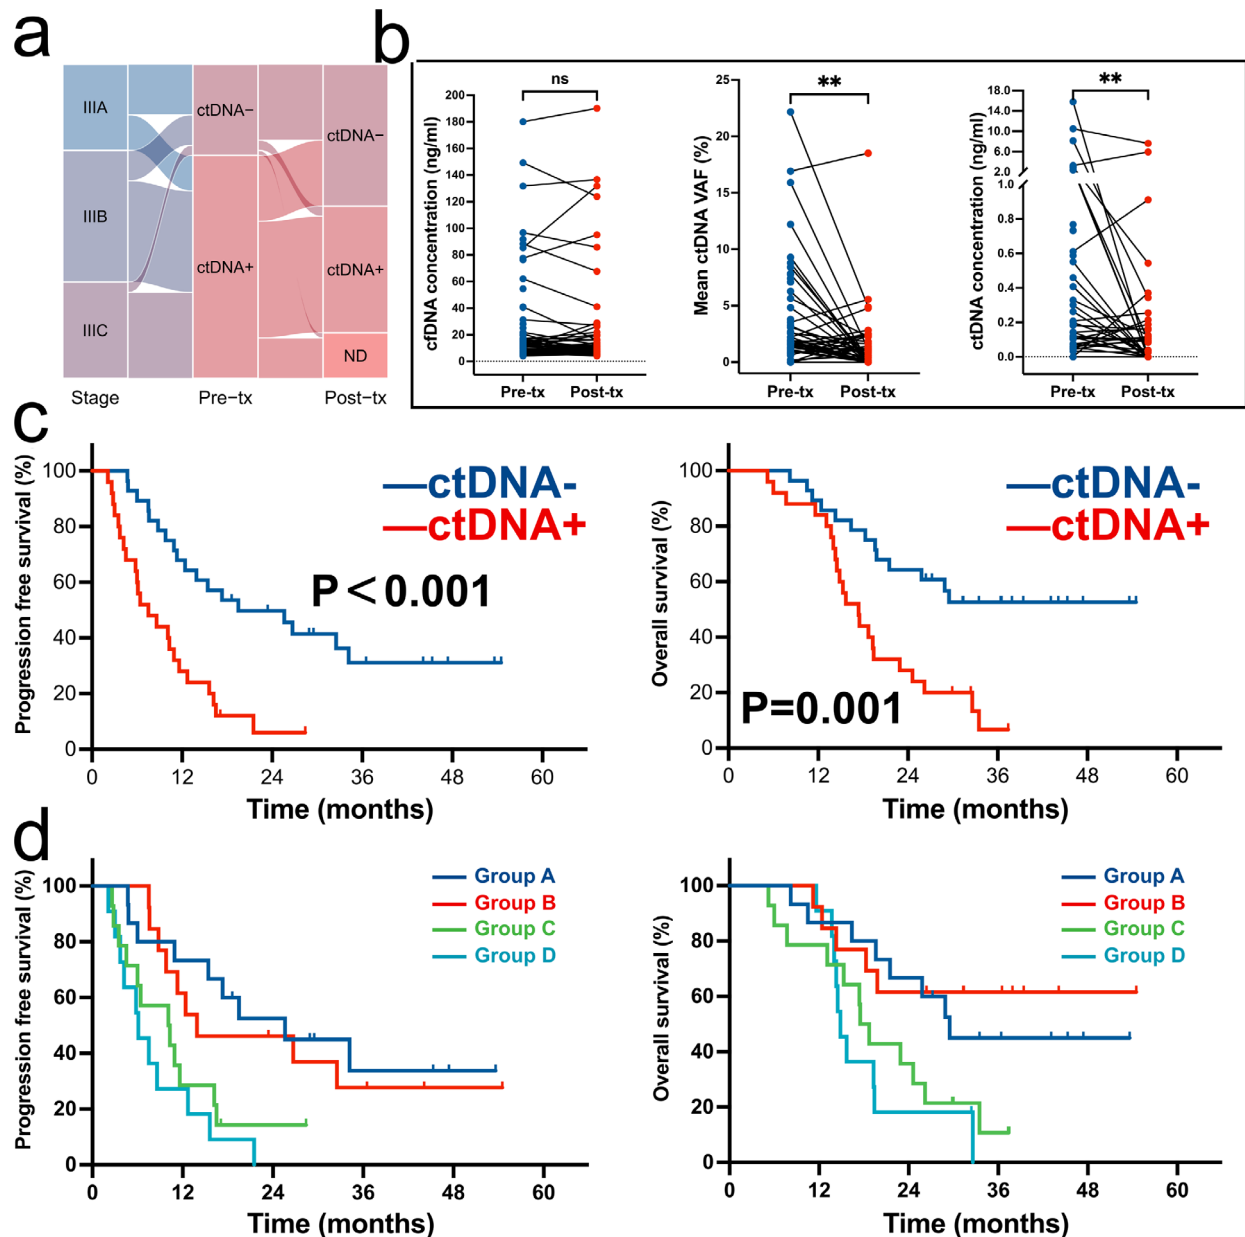 a
IIIA
IIIB
IIIC
ctDNA−
ctDNA+
ctDNA−
ctDNA+
ND
Stage
Pre−tx
Post−tx
b
cfDNA concentration (ng/ml)
200
180
160
140
120
100
80
60
40
20
0
ns
Pre-tx
Post-tx
Mean ctDNA VAF (%)
25
20
15
10
5
0
**
Pre-tx
Post-tx
ctDNA concentration (ng/ml)
18.0
14.0
10.0
6.0
2.0
1.0
0.8
0.6
0.4
0.2
0.0
**
Pre-tx
Post-tx
c
Progression free survival (%)
100
80
60
40
20
0
ctDNA-
ctDNA+
P＜0.001
0 12 24 36 48 60
Time (months)
Overall survival (%)
100
80
60
40
20
0
ctDNA-
ctDNA+
P=0.001
0 12 24 36 48 60
Time (months)
d
Progression free survival (%)
100
80
60
40
20
0
Group A
Group B
Group C
Group D
0 12 24 36 48 60
Time (months)
Overall survival (%)
100
80
60
40
20
0
Group A
Group B
Group C
Group D
0 12 24 36 48 60
Time (months)